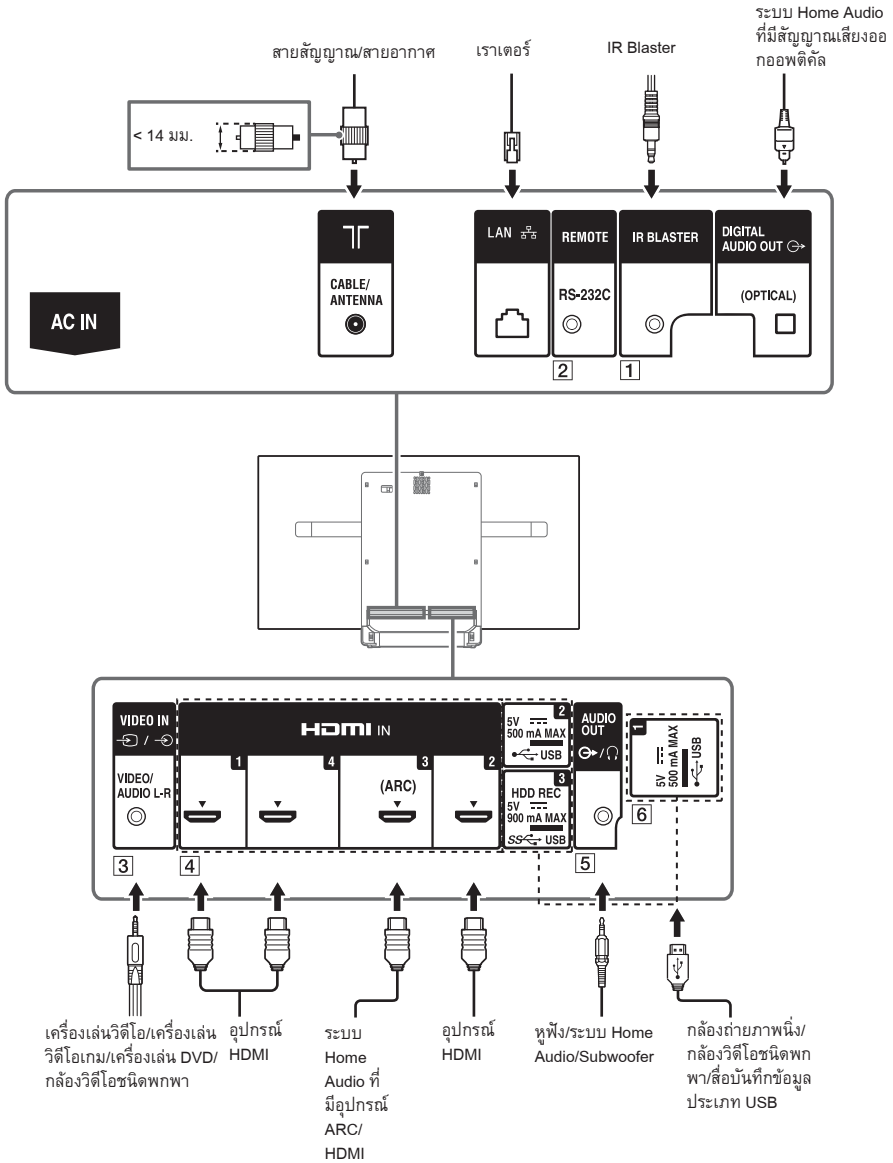 ระบบ Home Audio
ที่มีสัญญาณเสียงออ
กออพติคัล
สายสัญญาณ/สายอากาศ
เราเตอร์
IR Blaster
< 14 มม.
AC IN
CABLE/
ANTENNA
LAN
REMOTE
RS-232C
2
IR BLASTER
1
DIGITAL
AUDIO OUT
(OPTICAL)
VIDEO IN
/
VIDEO/
AUDIO L-R
3
HDMI IN
1
4
(ARC)
3
2
4
2
5V
500 mA MAX
USB
3
HDD REC
5V
900 mA MAX
SS USB
AUDIO
OUT
/
5
1
5V
500 mA MAX
USB
6
เครื่องเล่นวิดีโอ/เครื่องเล่น
วิดีโอเกม/เครื่องเล่น DVD/
กล้องวิดีโอชนิดพกพา
อุปกรณ์
HDMI
ระบบ
Home
Audio ที่
มีอุปกรณ์
ARC/
HDMI
อุปกรณ์
HDMI
หูฟัง/ระบบ Home
Audio/Subwoofer
กล้องถ่ายภาพนิ่ง/
กล้องวิดีโอชนิดพก
พา/สื่อบันทึกข้อมูล
ประเภท USB